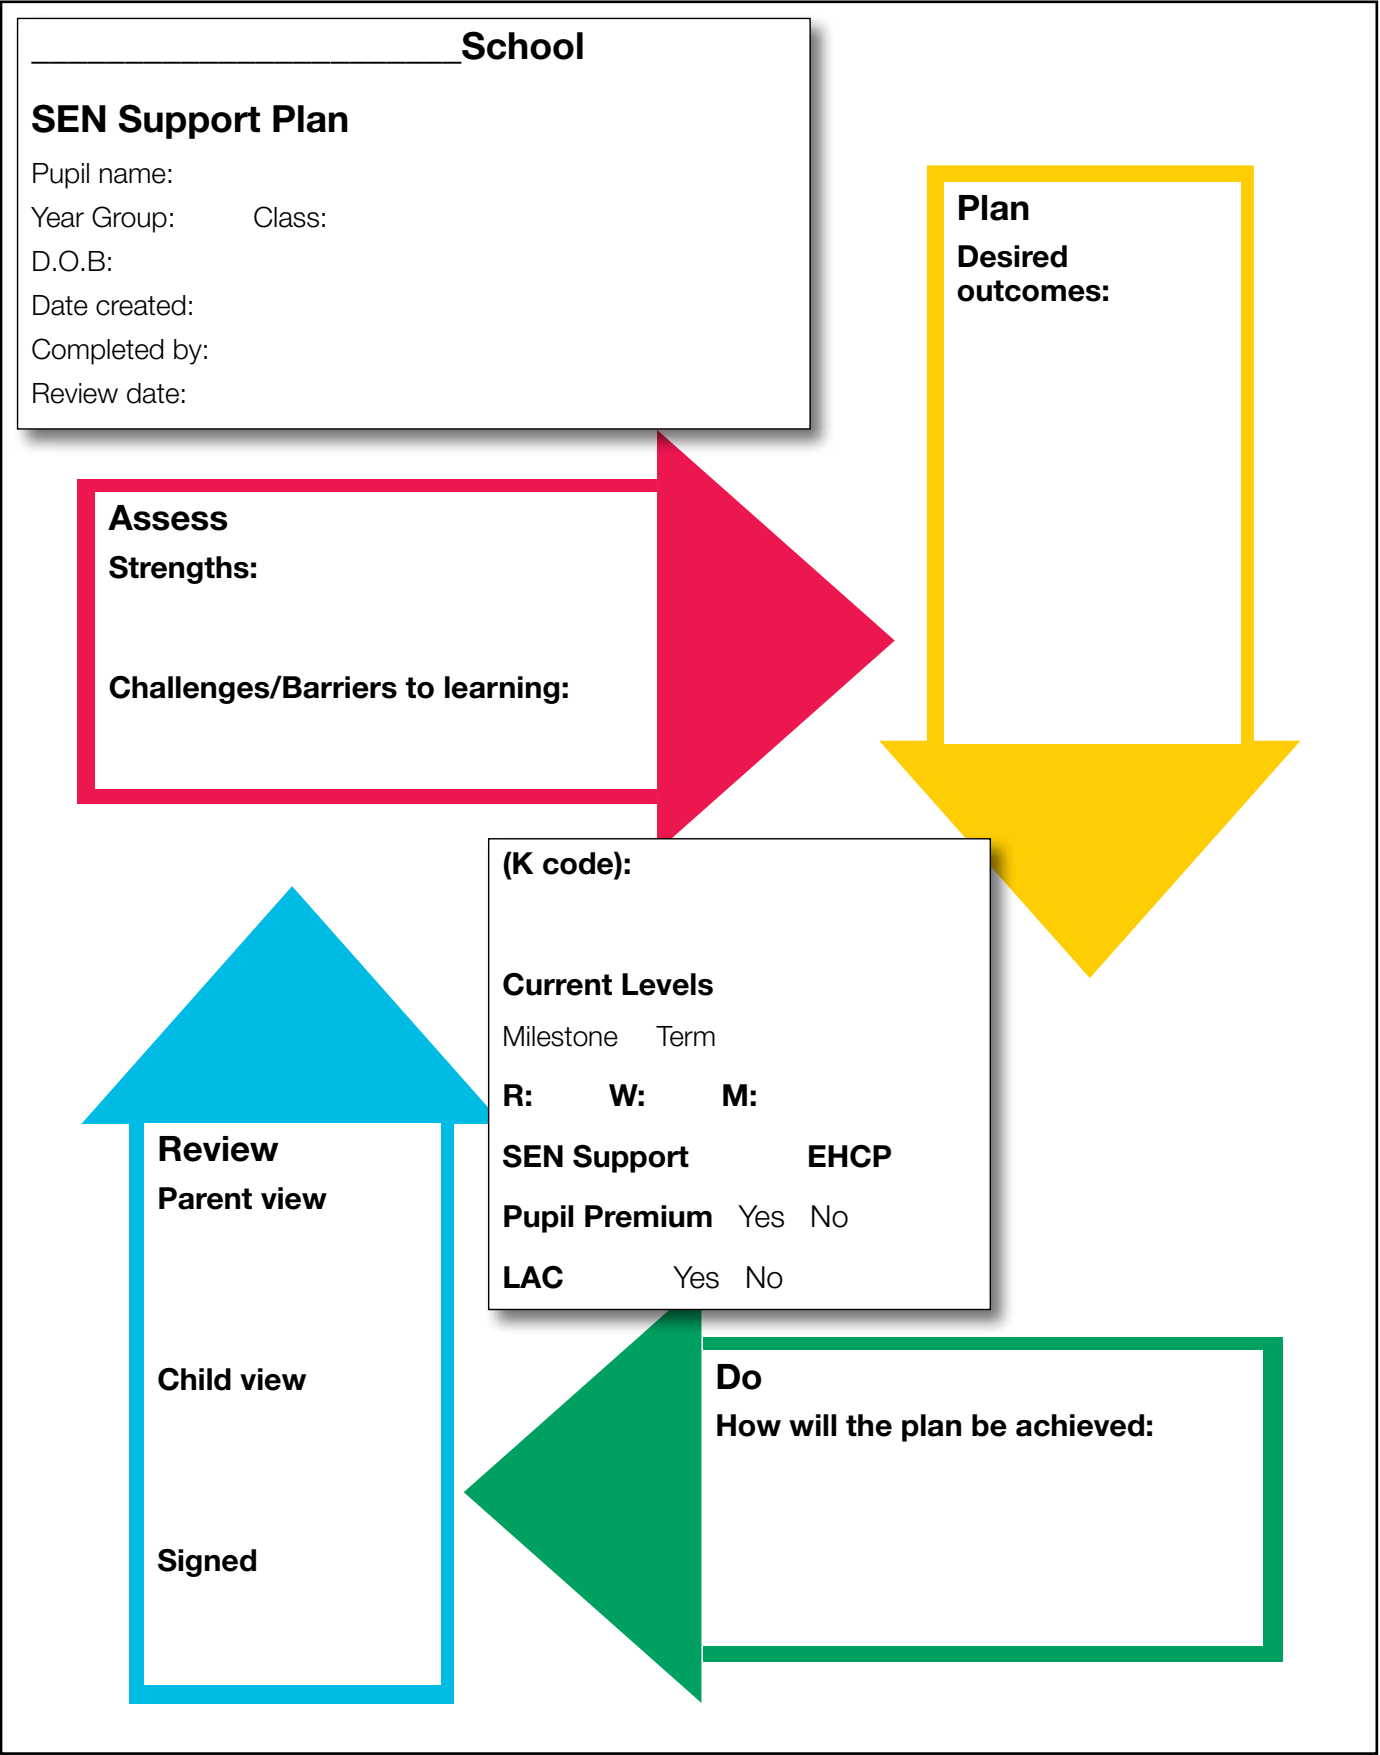 _______________________School
SEN Support Plan
Pupil name:
Year Group: Class:
D.O.B:
Date created:
Completed by:
Review date:
Assess
Strengths:
Challenges/Barriers to learning:
Plan
Desired
outcomes:
(K code):
Current Levels
Milestone Term
R: W: M:
SEN Support EHCP
Pupil Premium Yes No
LAC Yes No
Do
How will the plan be achieved:
Review
Parent view
Child view
Signed